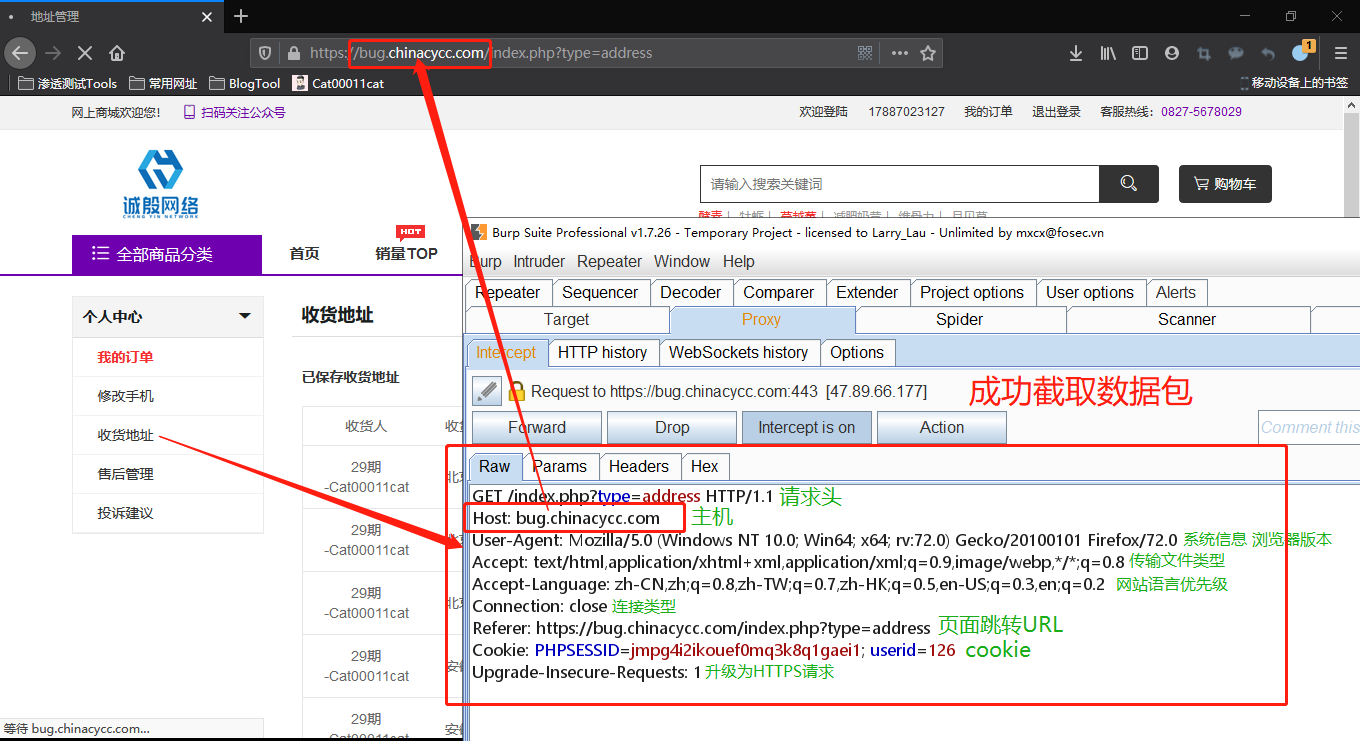 地址管理
https://bug.chinacycc.com/index.php?type=address
1
渗透测试Tools
常用网址
BlogTool
Cat00011cat
移动设备上的书签
网上商城欢迎您!
扫码关注公众号
欢迎登陆
17887023127
我的订单
退出登录
客服热线：0827-5678029
诚殷网络
CHENG YIN NETWORK
请输入搜索关键词
购物车
HOT
全部商品分类
首页
销量TOP
个人中心
我的订单
修改手机
收货地址
售后管理
投诉建议
收货地址
已保存收货地址
收货人
29期
-Cat00011cat
29期
-Cat00011cat
29期
-Cat00011cat
29期
-Cat00011cat
29期
等待 bug.chinacycc.com...
Burp Suite Professional v1.7.26 - Temporary Project - licensed to Larry_Lau - Unlimited by mxcx@fosec.vn
Burp Intruder Repeater Window Help
Repeater Sequencer Decoder Comparer Extender Project options User options Alerts
Target Proxy Spider Scanner
Intercept HTTP history WebSockets history Options
Request to https://bug.chinacycc.com:443 [47.89.66.177]
成功截取数据包
Forward Drop Intercept is on Action
Comment this
Raw Params Headers Hex
GET /index.php?type=address HTTP/1.1 请求头
Host: bug.chinacycc.com 主机
User-Agent: Mozilla/5.0 (Windows NT 10.0; Win64; x64; rv:72.0) Gecko/20100101 Firefox/72.0 系统信息 浏览器版本
Accept: text/html,application/xhtml+xml,application/xml;q=0.9,image/webp,*/*;q=0.8 传输文件类型
Accept-Language: zh-CN,zh;q=0.8,zh-TW;q=0.7,zh-HK;q=0.5,en-US;q=0.3,en;q=0.2 网站语言优先级
Connection: close 连接类型
Referer: https://bug.chinacycc.com/index.php?type=address 页面跳转URL
Cookie: PHPSESSID=jmpg4i2ikouef0mq3k8q1gaei1; userid=126 cookie
Upgrade-Insecure-Requests: 1 升级为HTTPS请求